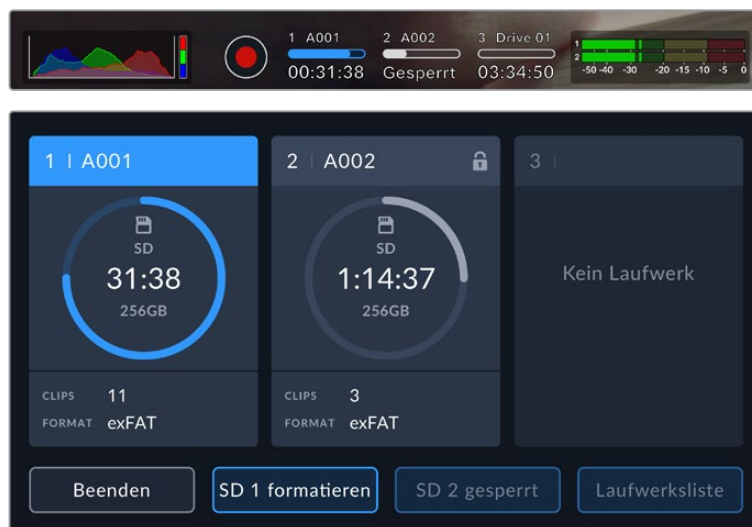 1 A001 2 A002 3 Drive 01
00:31:38 Gesperrt 03:34:50
1
2
-50 -40 -30 -20 -15 -10 -5 0
1 | A001
SD
31:38
256GB
CLIPS 11
FORMAT exFAT
2 | A002
SD
1:14:37
256GB
CLIPS 3
FORMAT exFAT
3 |
Kein Laufwerk
Beenden SD 1 formatieren SD 2 gesperrt Laufwerksliste